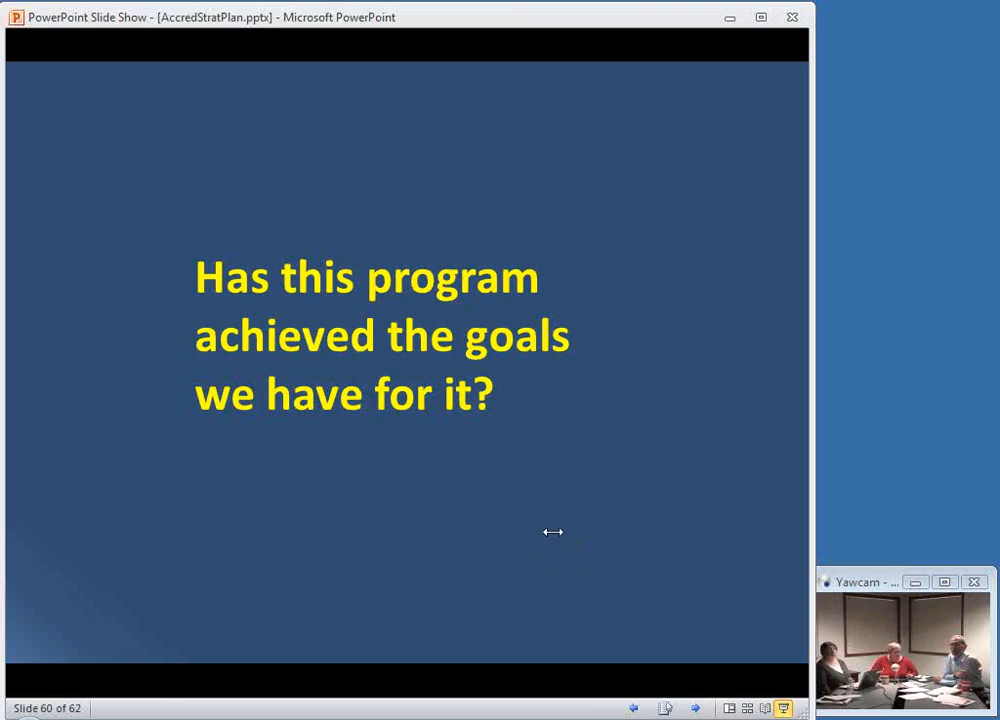 PowerPoint Slide Show - [AccredStratPlan.pptx] - Microsoft PowerPoint
Has this program
achieved the goals
we have for it?
Yawcam - ...
Slide 60 of 62